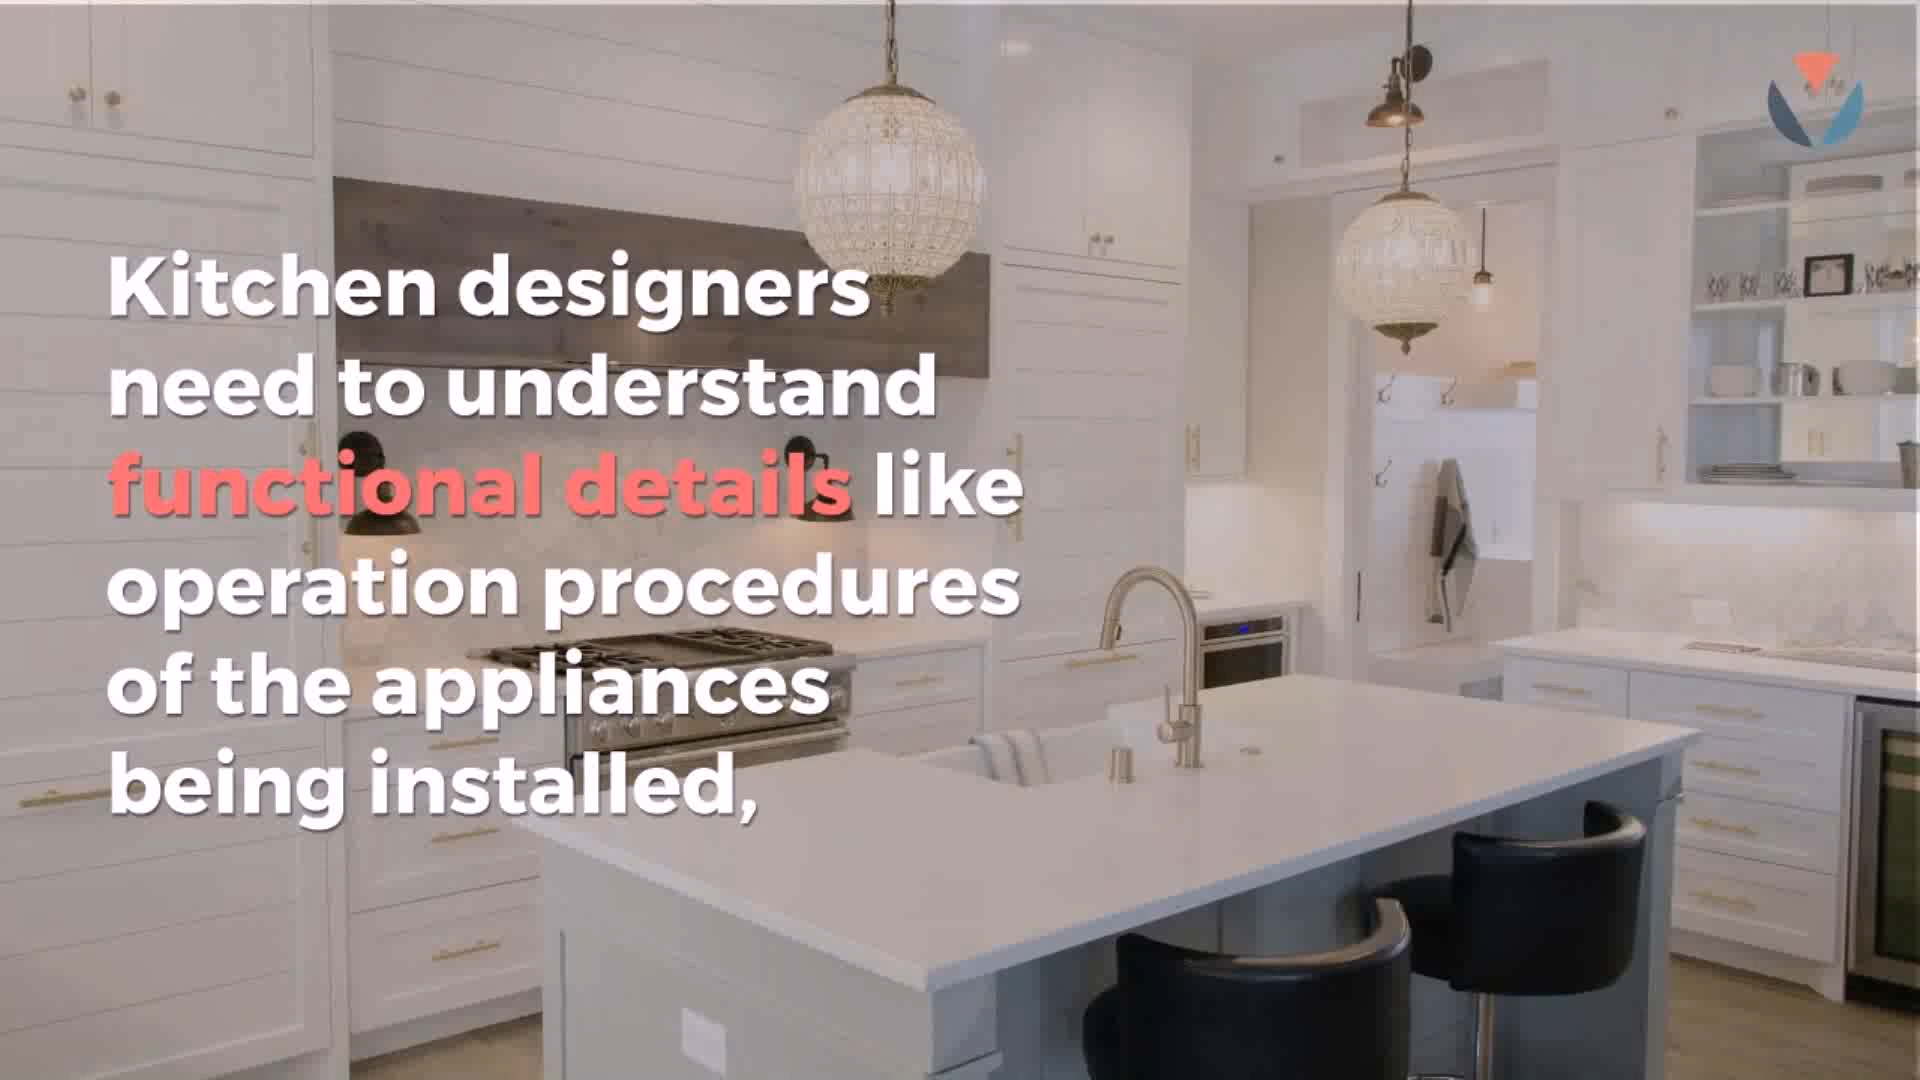 Kitchen designers
need to understand
functional details like
operation procedures
of the appliances
being installed,